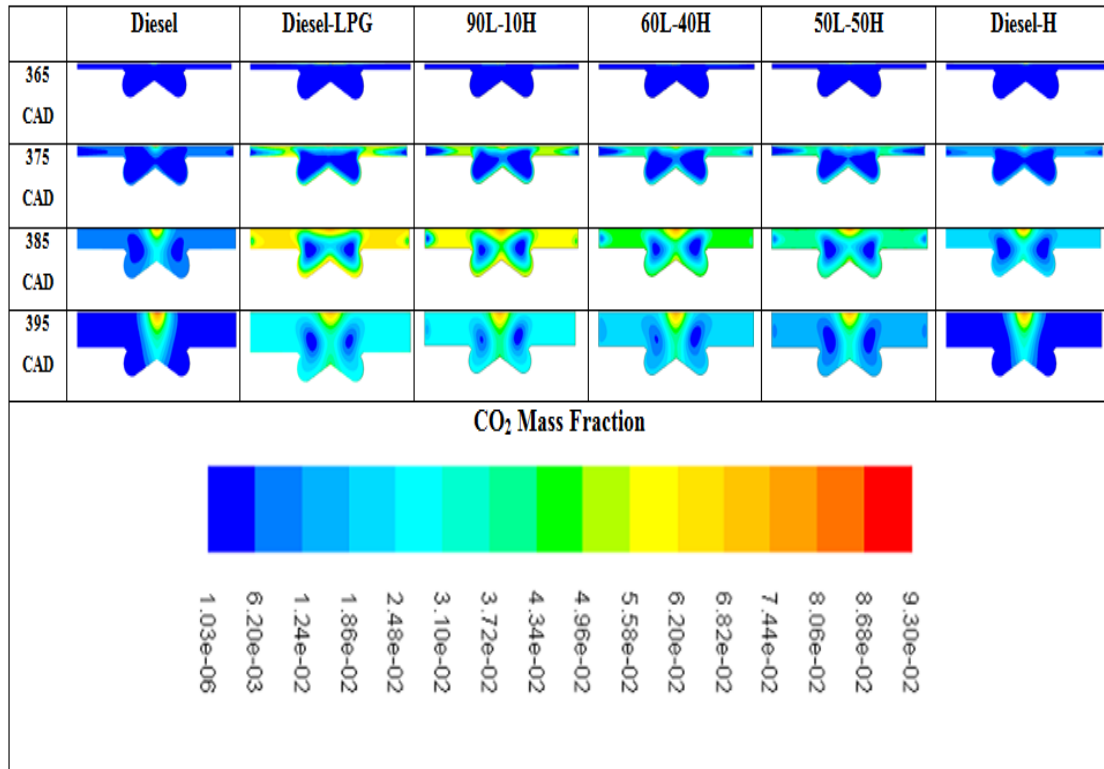 Diesel Diesel-LPG 90L-10H 60L-40H 50L-50H Diesel-H
365
CAD
375
CAD
385
CAD
395
CAD
CO₂ Mass Fraction
1.03e-06
6.20e-03
1.24e-02
1.86e-02
2.48e-02
3.10e-02
3.72e-02
4.34e-02
4.96e-02
5.58e-02
6.20e-02
6.82e-02
7.44e-02
8.06e-02
8.68e-02
9.30e-02